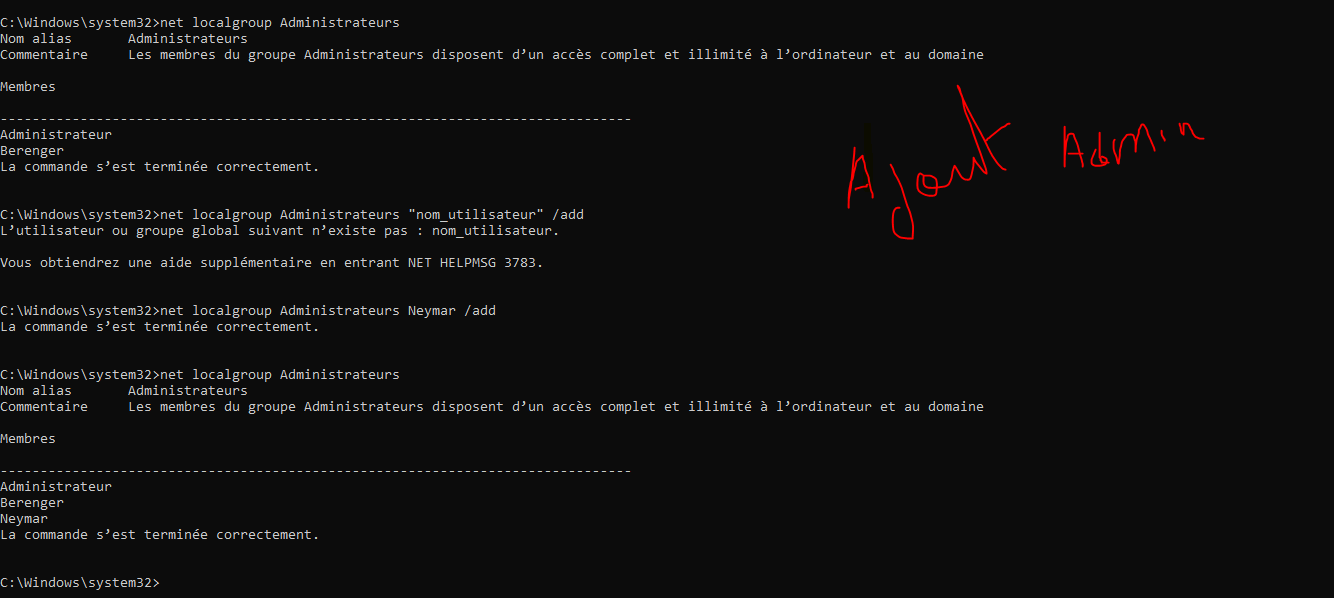 C:\Windows\system32>net localgroup Administrateurs
Nom alias       Administrateurs
Commentaire     Les membres du groupe Administrateurs disposent d’un accès complet et illimité à l’ordinateur et au domaine
Membres
-------------------------------------------------------------------------------
Administrateur
Berenger
La commande s’est terminée correctement.
Ajout Admin
C:\Windows\system32>net localgroup Administrateurs "nom_utilisateur" /add
L’utilisateur ou groupe global suivant n’existe pas : nom_utilisateur.
Vous obtiendrez une aide supplémentaire en entrant NET HELPMSG 3783.
C:\Windows\system32>net localgroup Administrateurs Neymar /add
La commande s’est terminée correctement.
C:\Windows\system32>net localgroup Administrateurs
Nom alias       Administrateurs
Commentaire     Les membres du groupe Administrateurs disposent d’un accès complet et illimité à l’ordinateur et au domaine
Membres
-------------------------------------------------------------------------------
Administrateur
Berenger
Neymar
La commande s’est terminée correctement.
C:\Windows\system32>